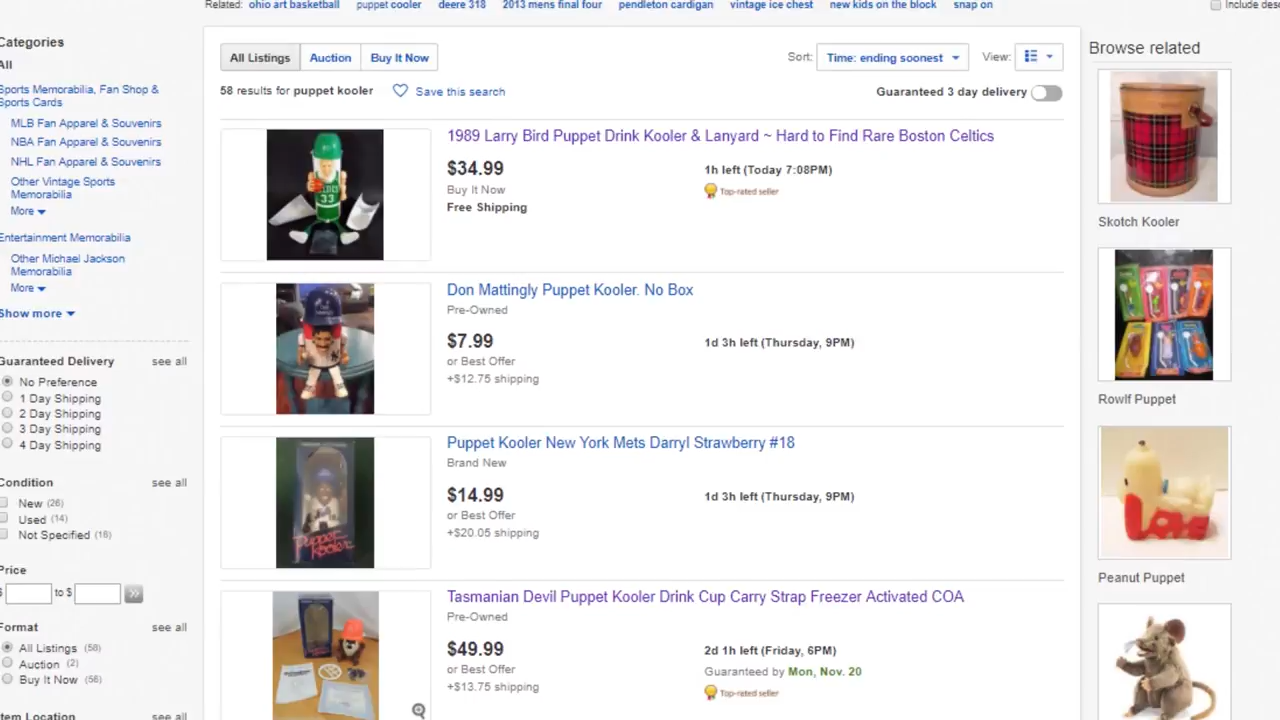 Related: ohio art basketball puppet cooler deere 318 2013 mens final four pendleton cardigan vintage ice chest new kids on the block snap on
Include desc
Categories
All
Sports Memorabilia, Fan Shop &
Sports Cards
MLB Fan Apparel & Souvenirs
NBA Fan Apparel & Souvenirs
NHL Fan Apparel & Souvenirs
Other Vintage Sports
Memorabilia
More
Entertainment Memorabilia
Other Michael Jackson
Memorabilia
More
Show more
Guaranteed Delivery see all
No Preference
1 Day Shipping
2 Day Shipping
3 Day Shipping
4 Day Shipping
Condition see all
New (26)
Used (14)
Not Specified (18)
Price
$ to $
Format see all
All Listings (58)
Auction (2)
Buy It Now (56)
Item Location see all
All Listings Auction Buy It Now
Sort: Time: ending soonest View:
58 results for puppet kooler Save this search
Guaranteed 3 day delivery
1989 Larry Bird Puppet Drink Kooler & Lanyard ~ Hard to Find Rare Boston Celtics
$34.99
Buy It Now
Free Shipping
1h left (Today 7:08PM)
Top-rated seller
33
Don Mattingly Puppet Kooler. No Box
Pre-Owned
$7.99
or Best Offer
+$12.75 shipping
1d 3h left (Thursday, 9PM)
Puppet Kooler New York Mets Darryl Strawberry #18
Brand New
$14.99
or Best Offer
+$20.05 shipping
1d 3h left (Thursday, 9PM)
Puppet
Kooler
Tasmanian Devil Puppet Kooler Drink Cup Carry Strap Freezer Activated COA
Pre-Owned
$49.99
or Best Offer
+$13.75 shipping
2d 1h left (Friday, 6PM)
Guaranteed by Mon, Nov. 20
Top-rated seller
Browse related
Skotch Kooler
Rowlf Puppet
Peanut Puppet